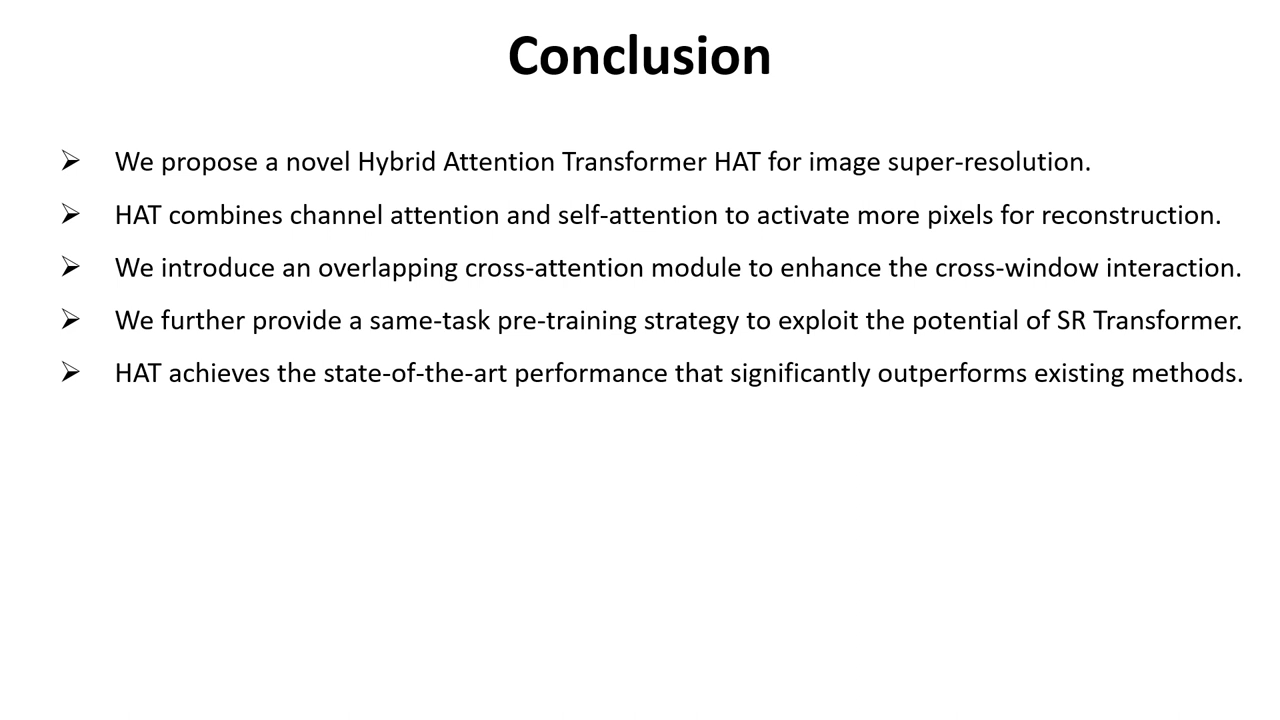 Conclusion
➢ We propose a novel Hybrid Attention Transformer HAT for image super-resolution.
➢ HAT combines channel attention and self-attention to activate more pixels for reconstruction.
➢ We introduce an overlapping cross-attention module to enhance the cross-window interaction.
➢ We further provide a same-task pre-training strategy to exploit the potential of SR Transformer.
➢ HAT achieves the state-of-the-art performance that significantly outperforms existing methods.